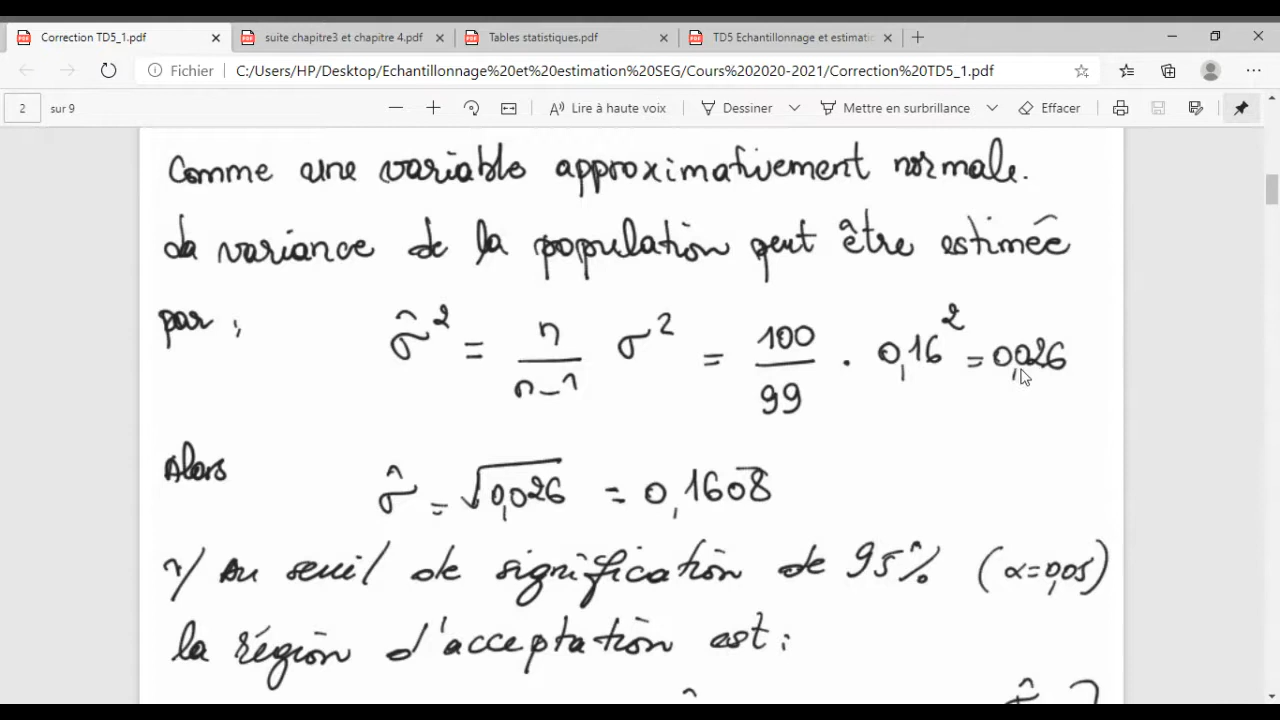 Correction TD5_1.pdf
suite chapitre3 et chapitre 4.pdf
Tables statistiques.pdf
TD5 Echantillonnage et estimati
Fichier C:/Users/HP/Desktop/Echantillonnage%20et%20estimation%20SEG/Cours%202020-2021/Correction%20TD5_1.pdf
2 sur 9
Lire à haute voix
Dessiner
Mettre en surbrillance
Effacer
Comme une variable approximativement normale.
La variance de la population peut être estimée
par : σ̂² = n/(n-1) σ² = 100/99 . 0,16² = 0,026
Alors
σ̂ = √0,026 = 0,1608
1/ Au seuil de signification de 95% (α=0,05)
la région d'acceptation est :